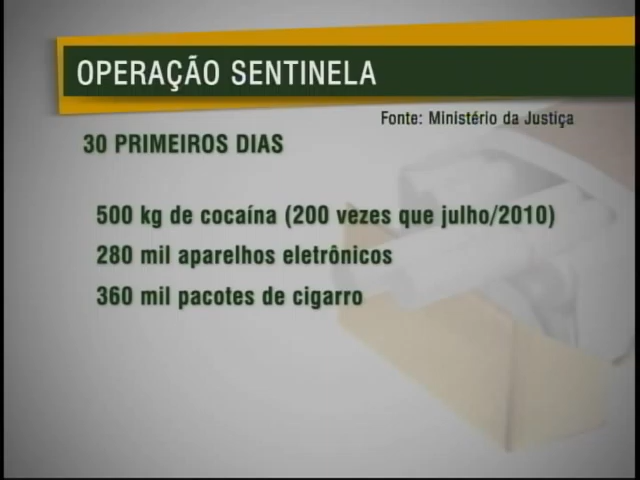 OPERAÇÃO SENTINELA
Fonte: Ministério da Justiça
30 PRIMEIROS DIAS
500 kg de cocaína (200 vezes que julho/2010)
280 mil aparelhos eletrônicos
360 mil pacotes de cigarro